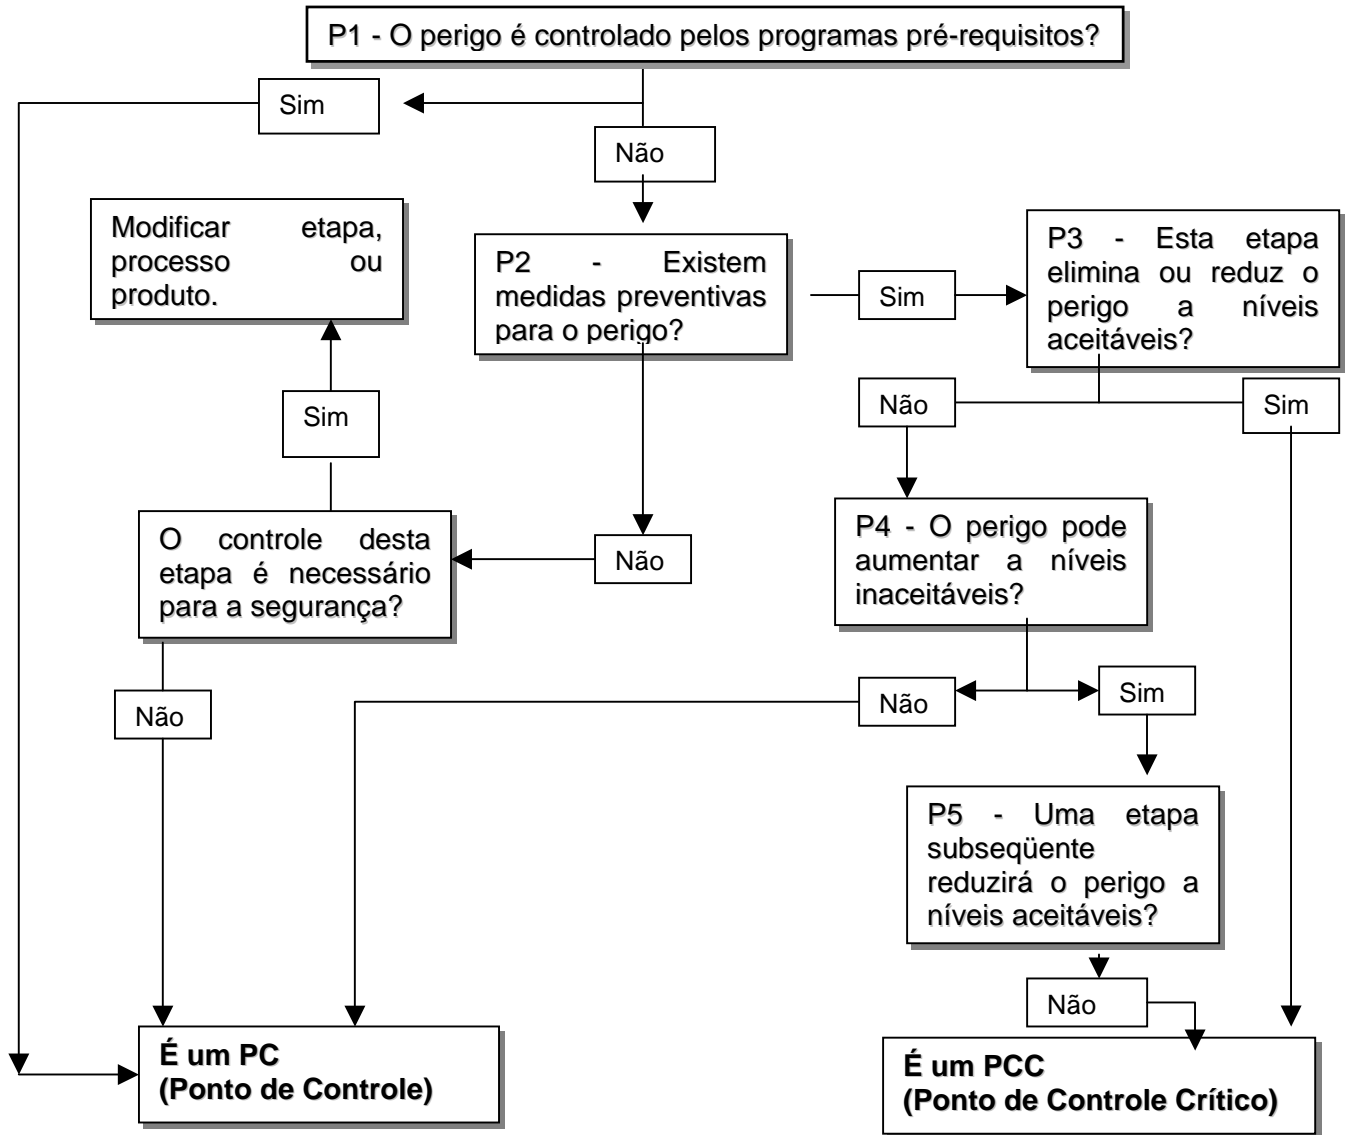 P1 - O perigo é controlado pelos programas pré-requisitos?
Sim
Não
Modificar etapa,
processo ou
produto.
P2 - Existem
medidas preventivas
para o perigo?
Sim
P3 - Esta etapa
elimina ou reduz o
perigo a níveis
aceitáveis?
Sim
Não
Sim
O controle desta
etapa é necessário
para a segurança?
Não
P4 - O perigo pode
aumentar a níveis
inaceitáveis?
Não
Não
Sim
P5 - Uma etapa
subseqüente
reduzirá o perigo a
níveis aceitáveis?
Não
É um PC
(Ponto de Controle)
É um PCC
(Ponto de Controle Crítico)